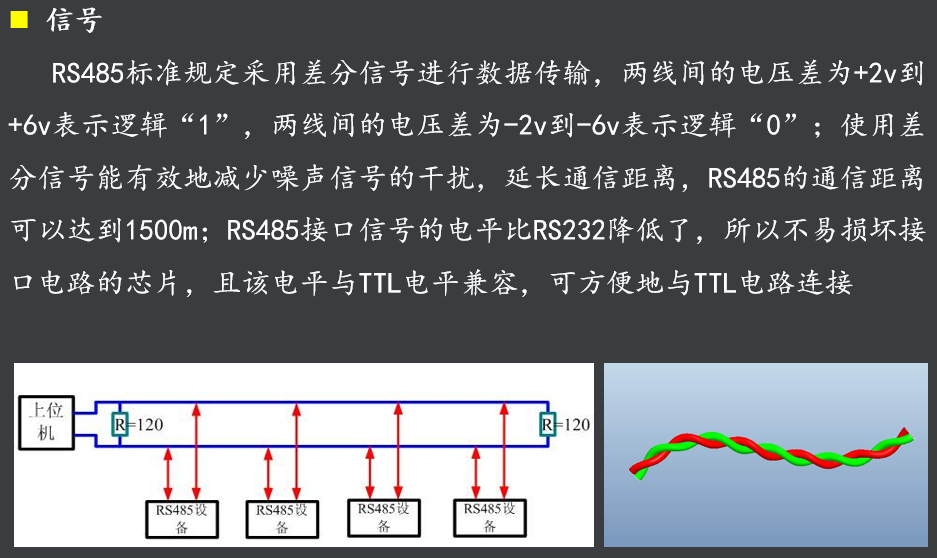 信号
RS485标准规定采用差分信号进行数据传输，两线间的电压差为+2v到
+6v表示逻辑“1”，两线间的电压差为-2v到-6v表示逻辑“0”；使用差
分信号能有效地减少噪声信号的干扰，延长通信距离，RS485的通信距离
可以达到1500m；RS485接口信号的电平比RS232降低了，所以不易损坏接
口电路的芯片，且该电平与TTL电平兼容，可方便地与TTL电路连接
上位
机
R=120
R=120
RS485设
备
RS485设
备
RS485设
备
RS485设
备